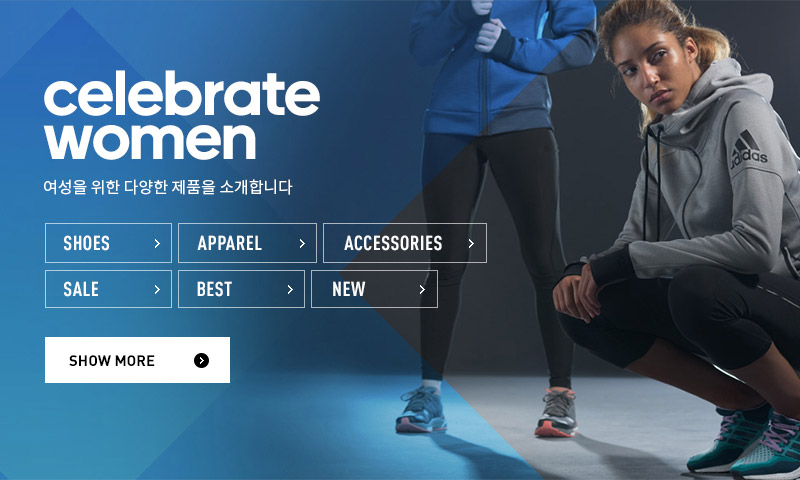 celebrate
women
여성을 위한 다양한 제품을 소개합니다
SHOES
APPAREL
ACCESSORIES
SALE
BEST
NEW
SHOW MORE
adidas